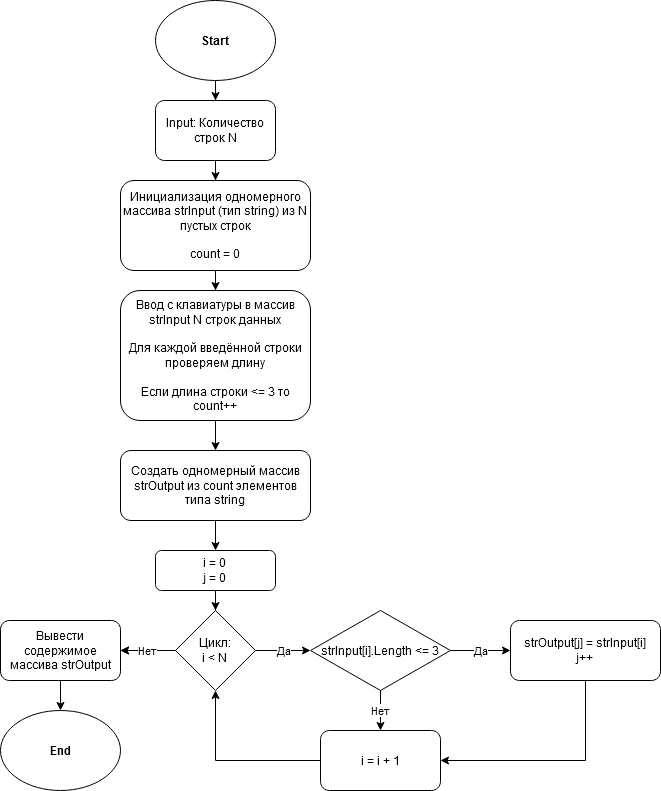 Start
Input: Количество
строк N
Инициализация одномерного
массива strInput (тип string) из N
пустых строк
count = 0
Ввод с клавиатуры в массив
strInput N строк данных
Для каждой введённой строки
проверяем длину
Если длина строки <= 3 то
count++
Создать одномерный массив
strOutput из count элементов
типа string
i = 0
j = 0
Вывести
содержимое
массива strOutput
Нет
Цикл:
i < N
Да
strInput[i].Length <= 3
Да
strOutput[j] = strInput[i]
j++
Нет
End
i = i + 1